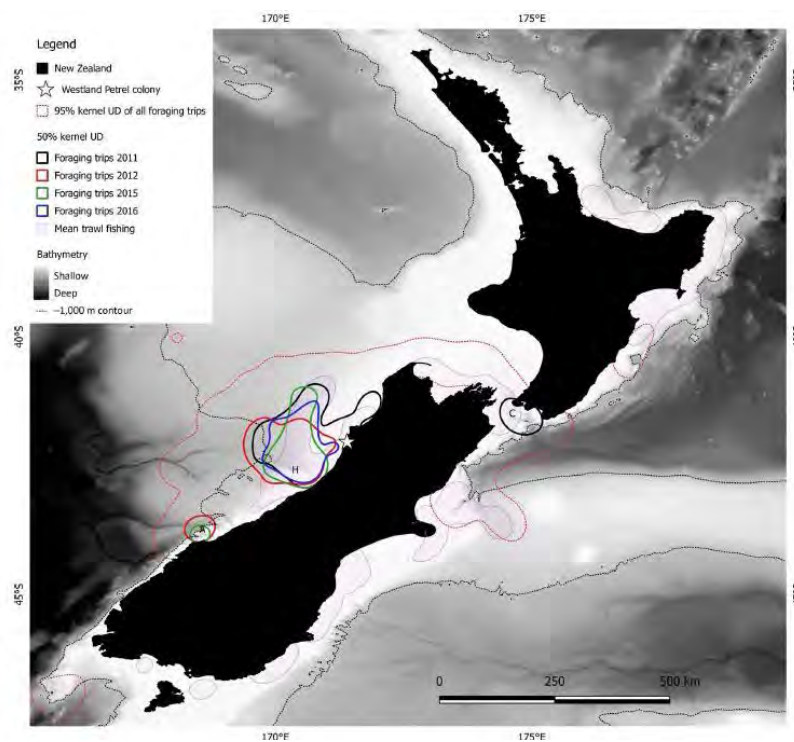 170°E 175°E
Legend
New Zealand
Westland Petrel colony
95% kernel UD of all foraging trips
50% kernel UD
Foraging trips 2011
Foraging trips 2012
Foraging trips 2015
Foraging trips 2016
Mean trawl fishing
Bathymetry
Shallow
Deep
−1,000 m contour
35°S
40°S
45°S
C
H
A
0 250 500 km
170°E 175°E